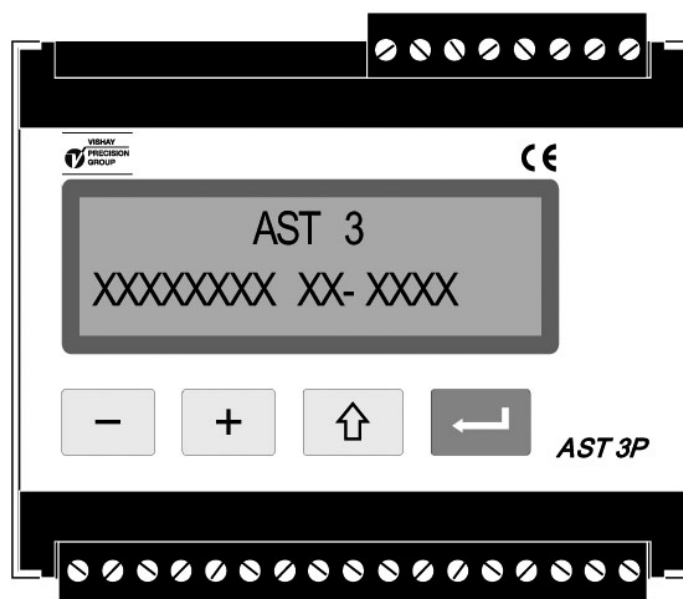 VISHAY
PRECISION
GROUP
CE
AST 3
XXXXXXXX XX- XXXX
- +
AST 3P